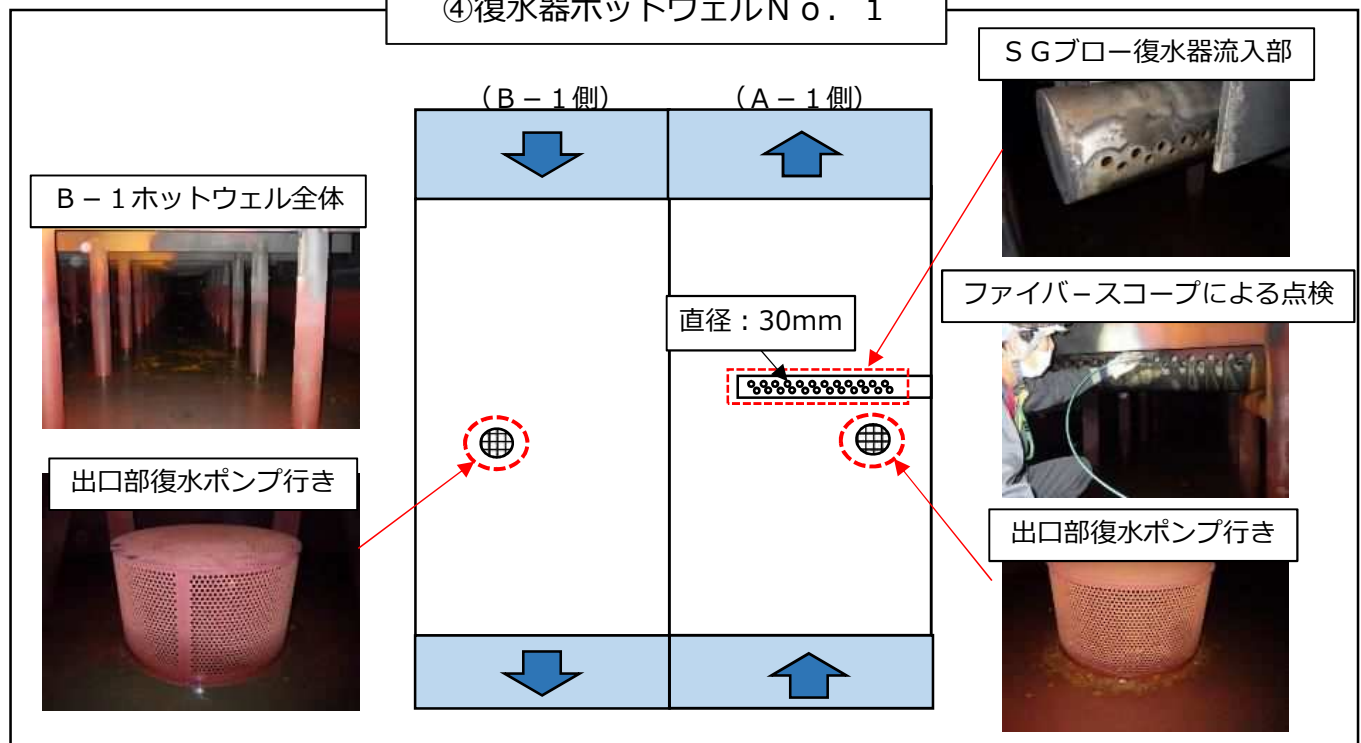 ④復水器ホットウェルNo. 1
(B-1側)
(A-1側)
SGブロー復水器流入部
B-1ホットウェル全体
直径:30mm
ファイバースコープによる点検
出口部復水ポンプ行き
出口部復水ポンプ行き